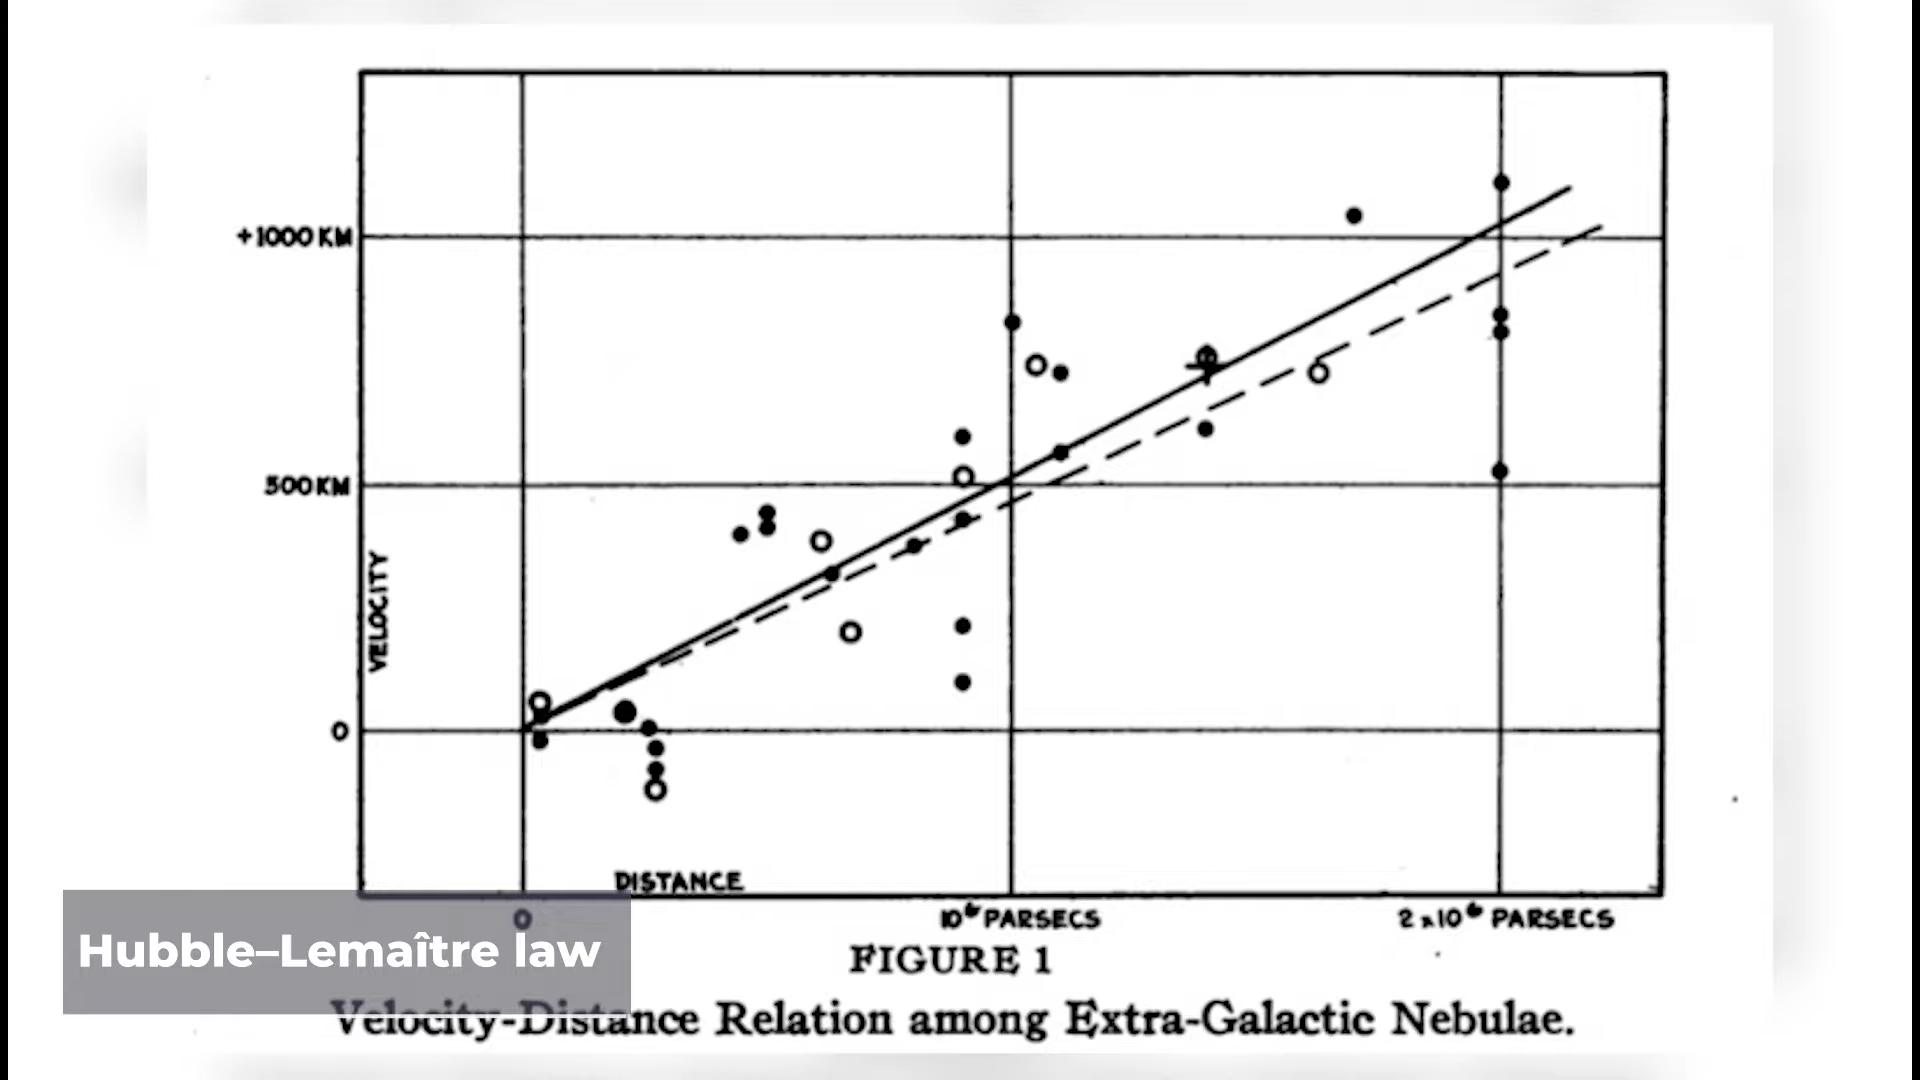 +1000 KM
500 KM
0
VELOCITY
DISTANCE
0
10⁶ PARSECS
2 x 10⁶ PARSECS
FIGURE 1
Velocity-Distance Relation among Extra-Galactic Nebulae.
Hubble–Lemaître law